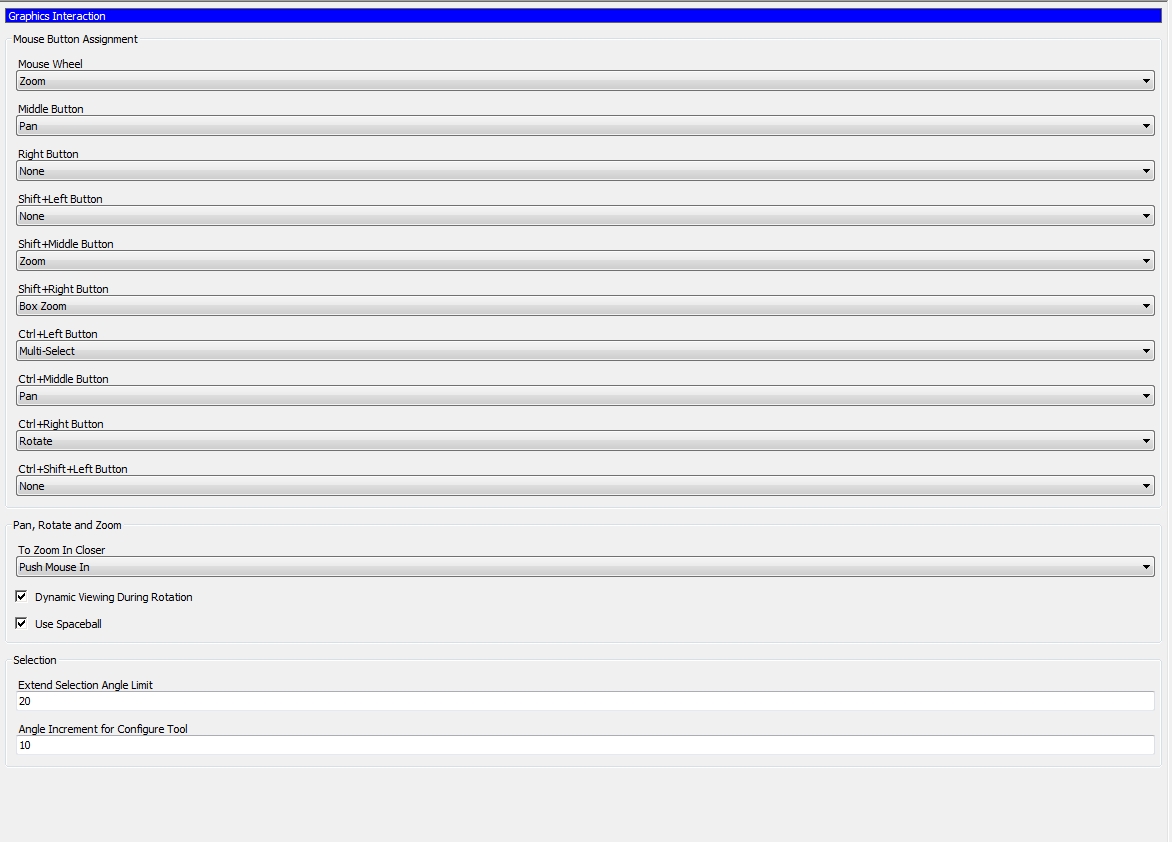 Graphics Interaction
Mouse Button Assignment
Mouse Wheel
Zoom
Middle Button
Pan
Right Button
None
Shift+Left Button
None
Shift+Middle Button
Zoom
Shift+Right Button
Box Zoom
Ctrl+Left Button
Multi-Select
Ctrl+Middle Button
Pan
Ctrl+Right Button
Rotate
Ctrl+Shift+Left Button
None
Pan, Rotate and Zoom
To Zoom In Closer
Push Mouse In
Dynamic Viewing During Rotation
Use Spaceball
Selection
Extend Selection Angle Limit
20
Angle Increment for Configure Tool
10